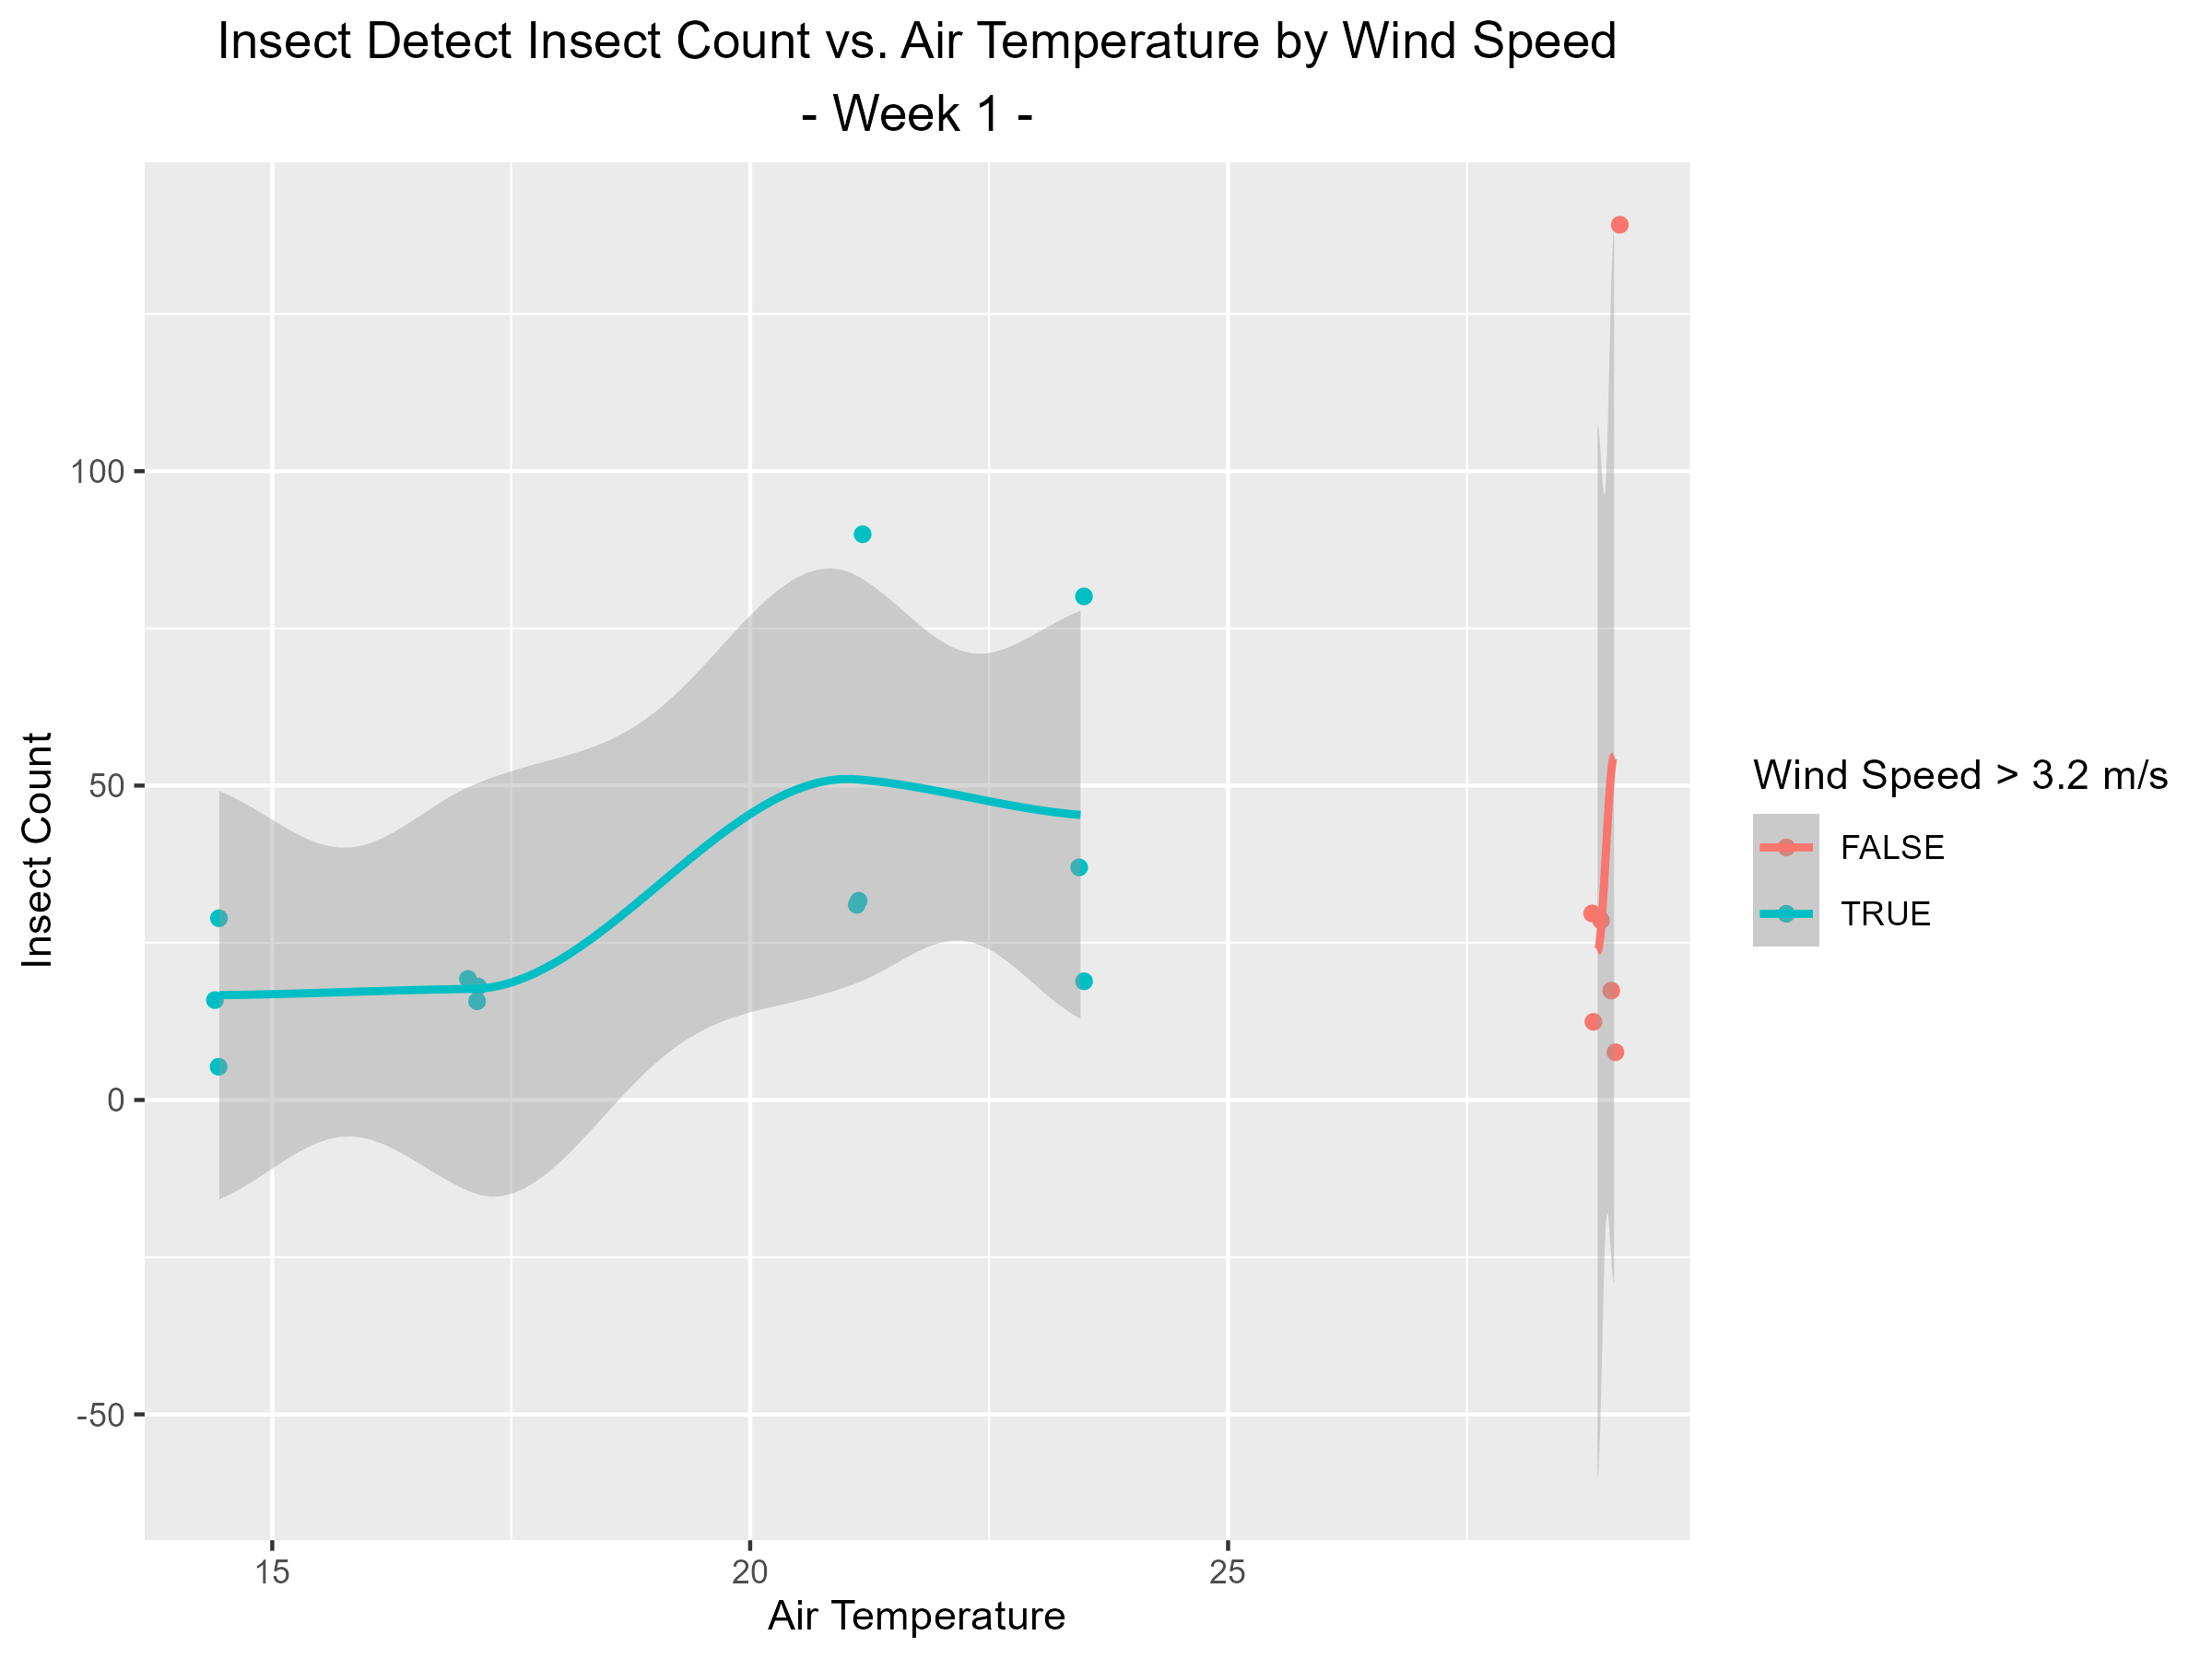 Insect Detect Insect Count vs. Air Temperature by Wind Speed
- Week 1 -
Insect Count
100
50
0
-50
15
20
25
Air Temperature
Wind Speed > 3.2 m/s
FALSE
TRUE